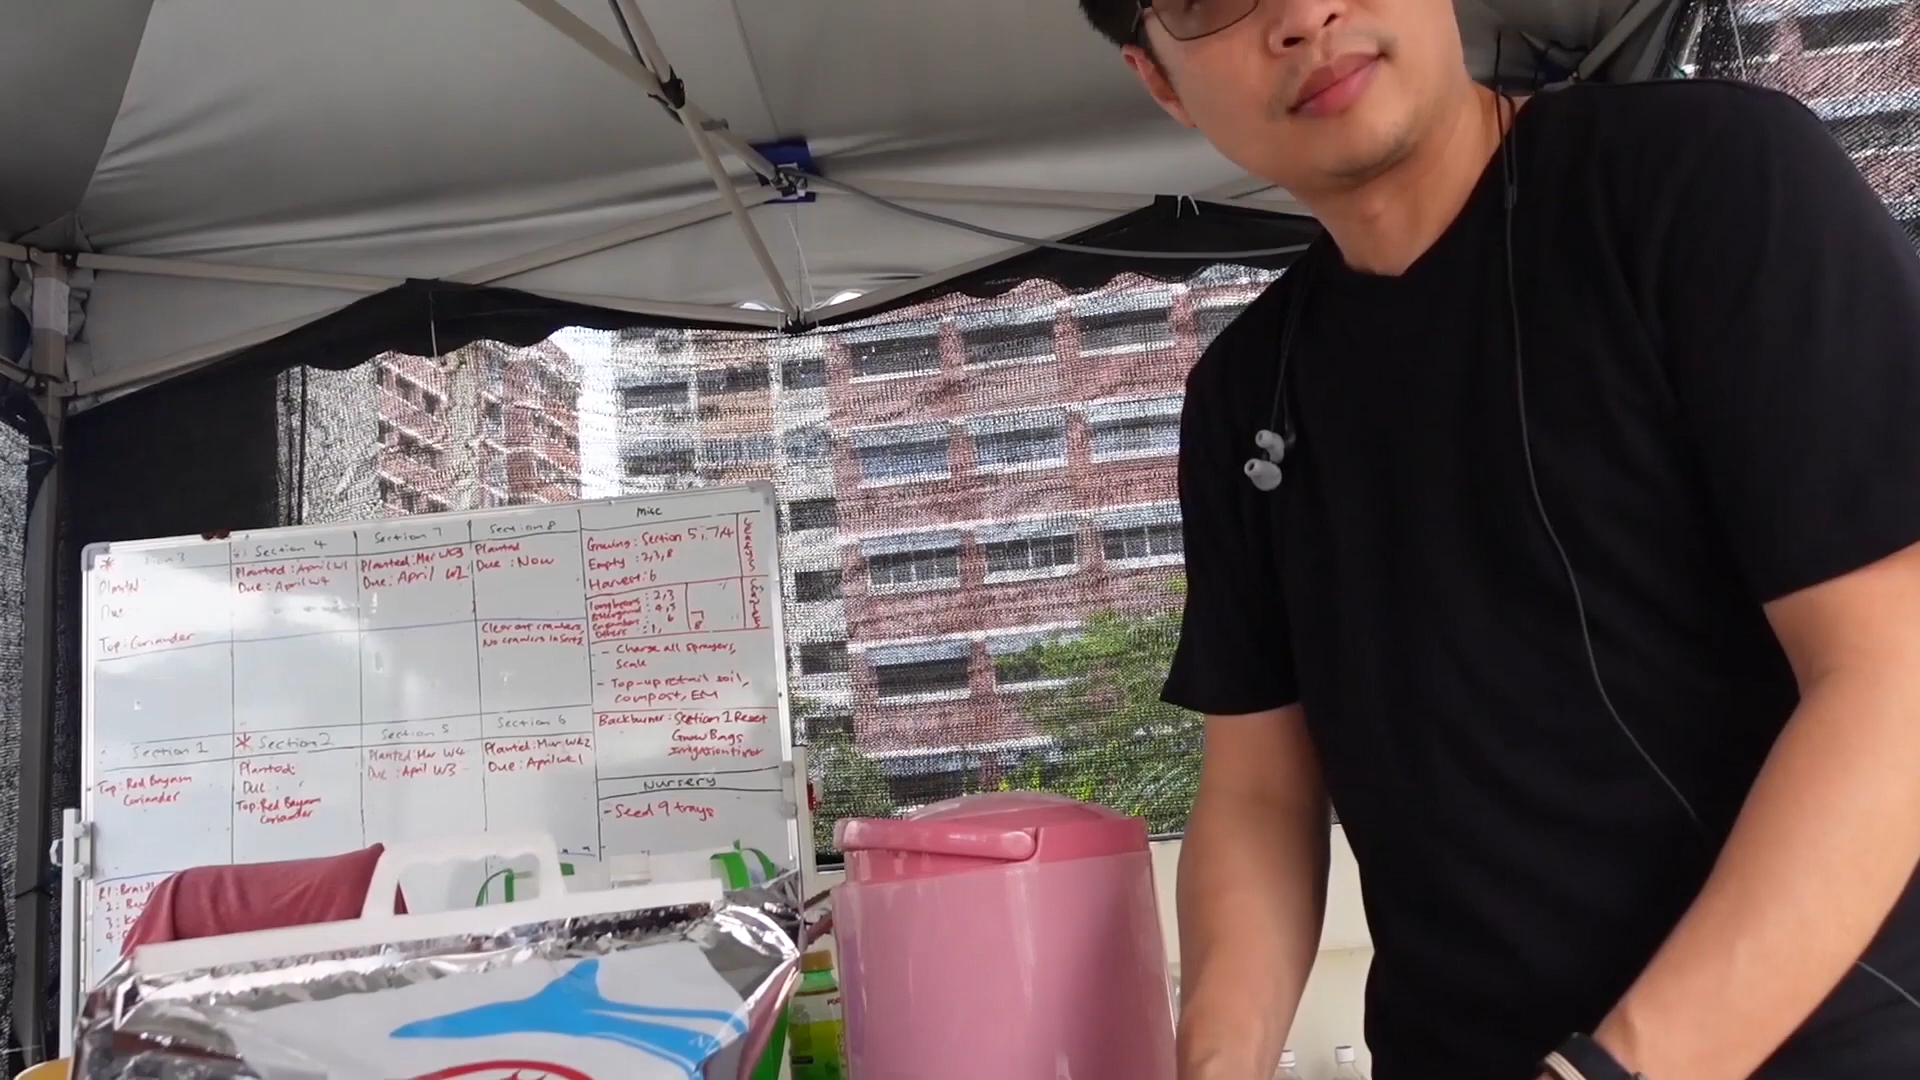 Section 4
Planted: April W1
Due: April W4
Section 7
Planted: Mar W3
Due: April W2
Section 8
Planted
Due: Now
Clear out crawlers,
No crawlers in
Misc
Growing: Section 5, 7, 4
Empty: 2, 3, 8
Harvest: 6
- Charge all sprayers,
scale
- Top-up retail soil,
compost, EM
Backburner: Section 1 Reset
Grow Bags
Irrigation timer
Nursery
- Seed 9 trays
Top: Coriander
Section 1
Top: Red Bayam
Coriander
* Section 2
Planted:
Due:
Top: Red Bayam
Coriander
Section 5
Planted: Mar W4
Due: April W3
Section 6
Planted: Mar W2
Due: April W1